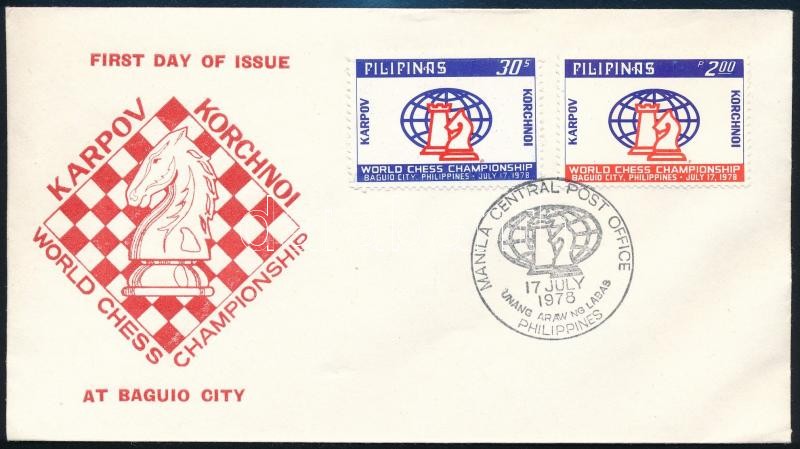 FIRST DAY OF ISSUE
KARPOV
KORCHNOI
WORLD CHESS
CHAMPIONSHIP
AT BAGUIO CITY
PILIPINAS 30s
KARPOV
KORCHNOI
WORLD CHESS CHAMPIONSHIP
BAGUIO CITY, PHILIPPINES • JULY 17, 1978
PILIPINAS P2.00
KARPOV
KORCHNOI
WORLD CHESS CHAMPIONSHIP
BAGUIO CITY, PHILIPPINES • JULY 17, 1978
MANILA CENTRAL POST OFFICE
17 JULY
1978
UNANG ARAW NG LABAS
PHILIPPINES